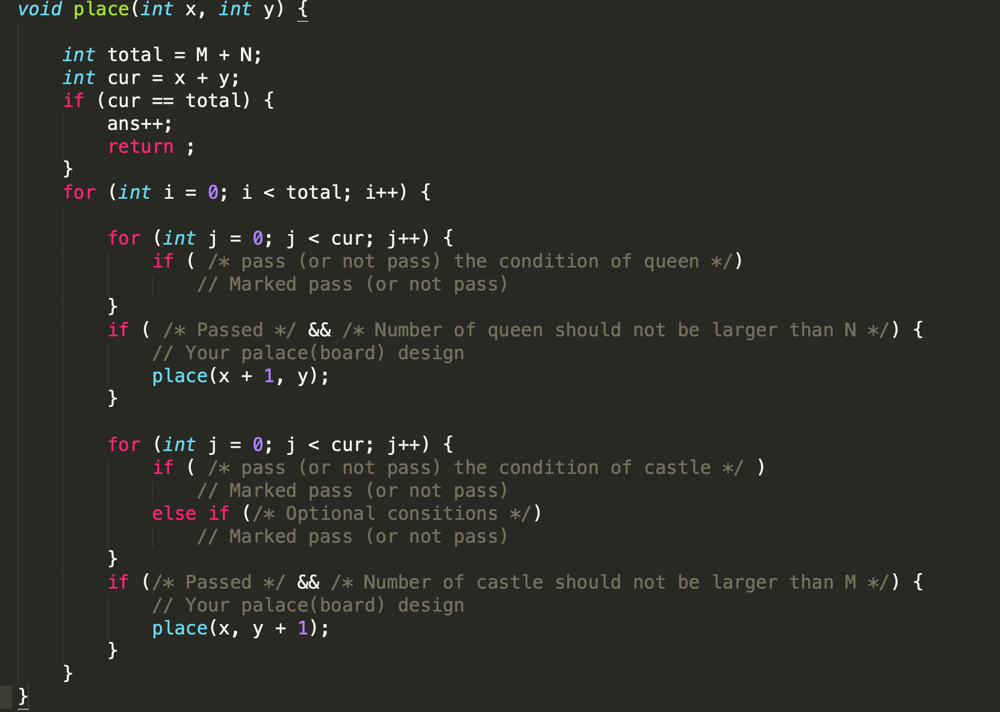 void place(int x, int y) {
    int total = M + N;
    int cur = x + y;
    if (cur == total) {
        ans++;
        return ;
    }
    for (int i = 0; i < total; i++) {
        for (int j = 0; j < cur; j++) {
            if ( /* pass (or not pass) the condition of queen */)
                // Marked pass (or not pass)
        }
        if ( /* Passed */ && /* Number of queen should not be larger than N */) {
            // Your palace(board) design
            place(x + 1, y);
        }
        for (int j = 0; j < cur; j++) {
            if ( /* pass (or not pass) the condition of castle */ )
                // Marked pass (or not pass)
            else if (/* Optional consitions */)
                // Marked pass (or not pass)
        }
        if (/* Passed */ && /* Number of castle should not be larger than M */) {
            // Your palace(board) design
            place(x, y + 1);
        }
    }
}